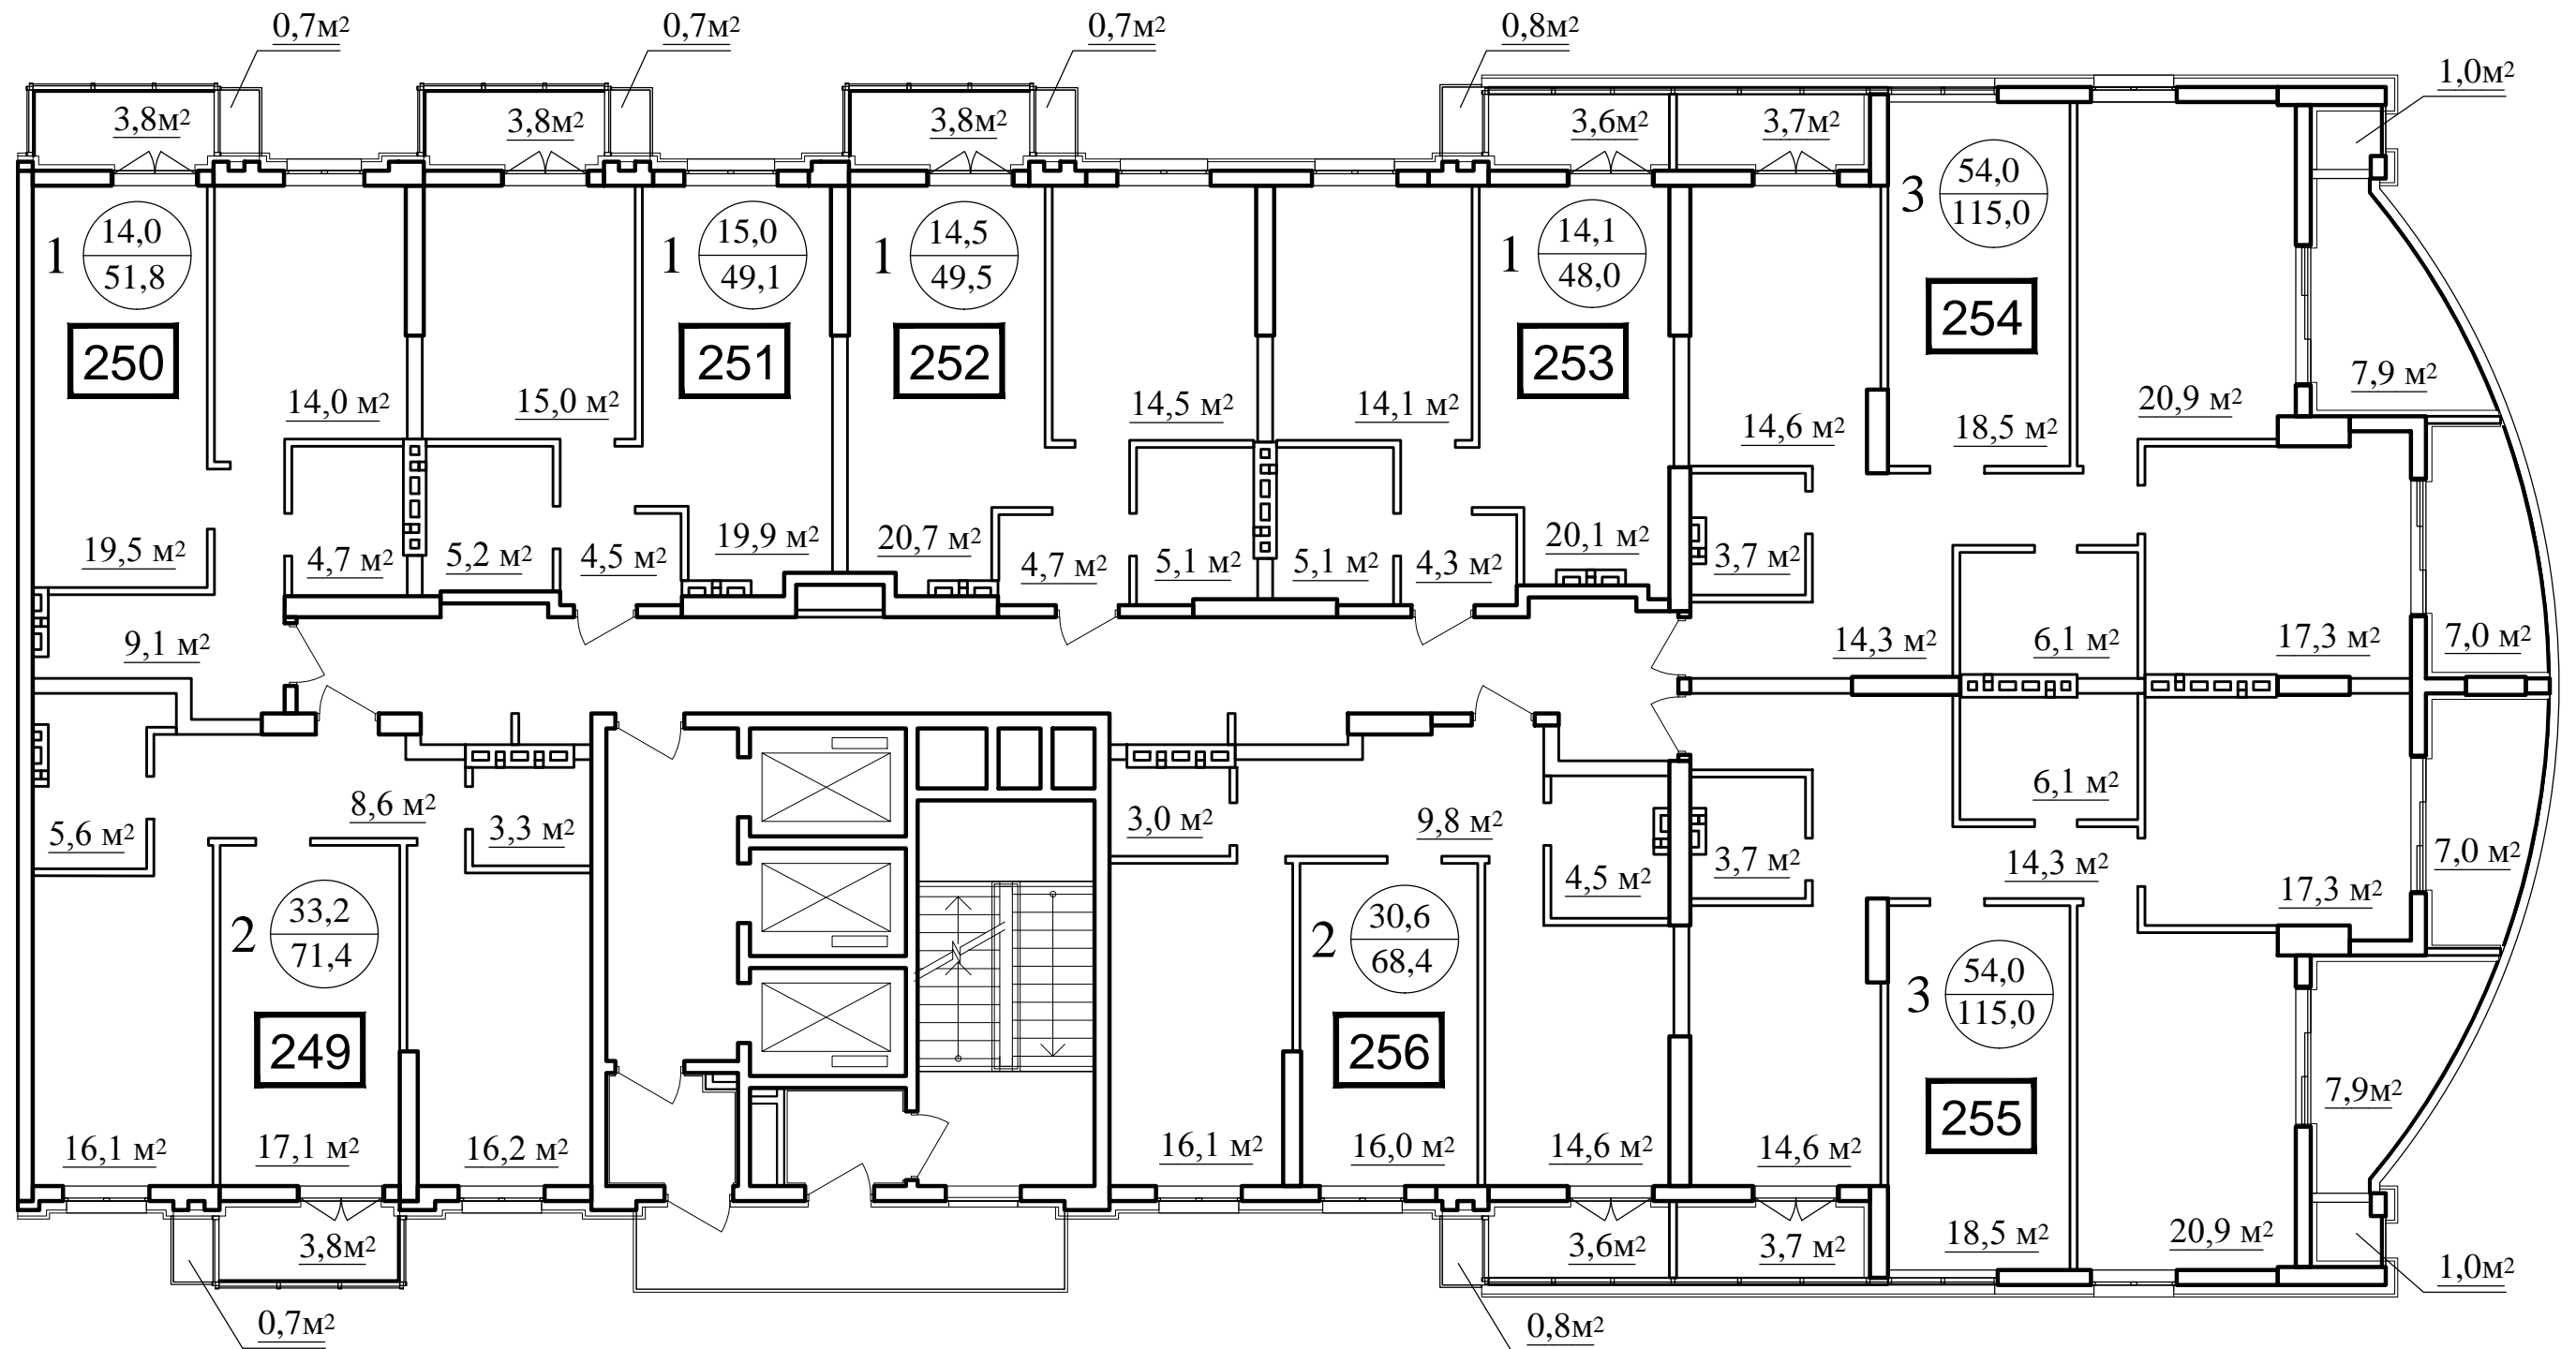 0,7м²
0,7м²
0,7м²
0,8м²
1,0м²
3,8м²
3,8м²
3,8м²
3,6м²
3,7м²
1
14,0
51,8
250
15,0
49,1
1
251
1
14,5
49,5
252
1
14,1
48,0
253
3
54,0
115,0
254
14,0 м²
15,0 м²
14,5 м²
14,1 м²
14,6 м²
18,5 м²
20,9 м²
7,9 м²
19,5 м²
4,7 м²
5,2 м²
4,5 м²
19,9 м²
20,7 м²
4,7 м²
5,1 м²
5,1 м²
4,3 м²
20,1 м²
3,7 м²
9,1 м²
14,3 м²
6,1 м²
17,3 м²
7,0 м²
5,6 м²
8,6 м²
3,3 м²
3,0 м²
9,8 м²
4,5 м²
3,7 м²
6,1 м²
14,3 м²
17,3 м²
7,0 м²
2
33,2
71,4
249
2
30,6
68,4
256
3
54,0
115,0
255
7,9м²
16,1 м²
17,1 м²
16,2 м²
16,1 м²
16,0 м²
14,6 м²
14,6 м²
18,5 м²
20,9 м²
3,8м²
3,6м²
3,7 м²
1,0м²
0,7м²
0,8м²